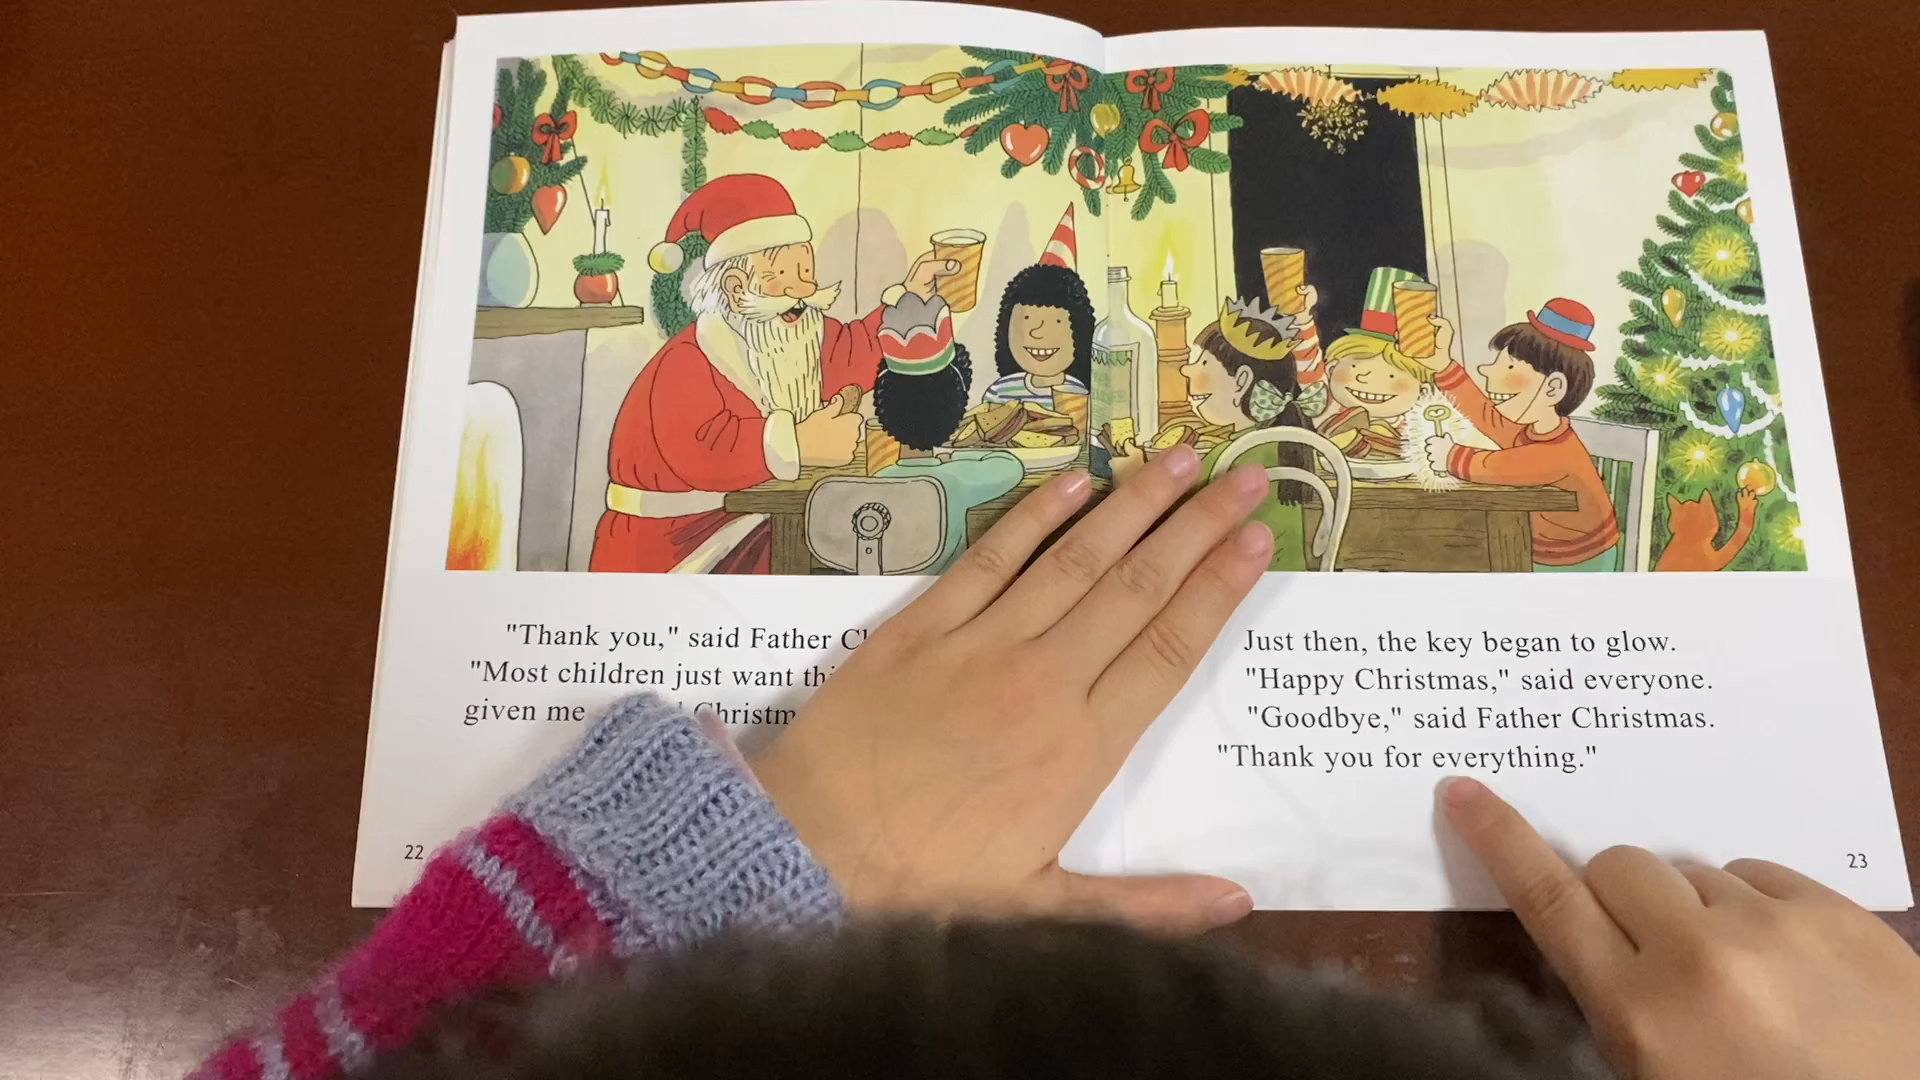 "Thank you," said Father
"Most children just want
given me Christm
22
Just then, the key began to glow.
"Happy Christmas," said everyone.
"Goodbye," said Father Christmas.
"Thank you for everything."
23